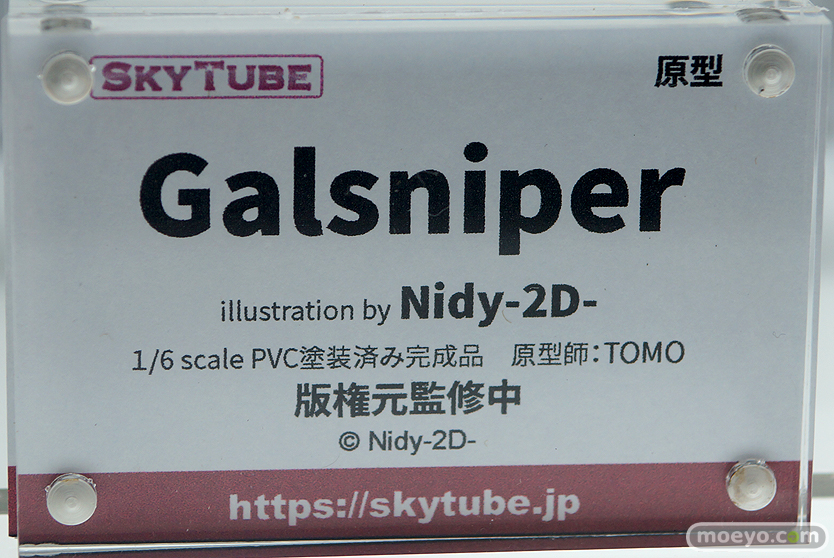 SKYTUBE
原型
Galsniper
illustration by Nidy-2D-
1/6 scale PVC塗装済み完成品 原型師：TOMO
版権元監修中
© Nidy-2D-
https://skytube.jp
moeyo.com